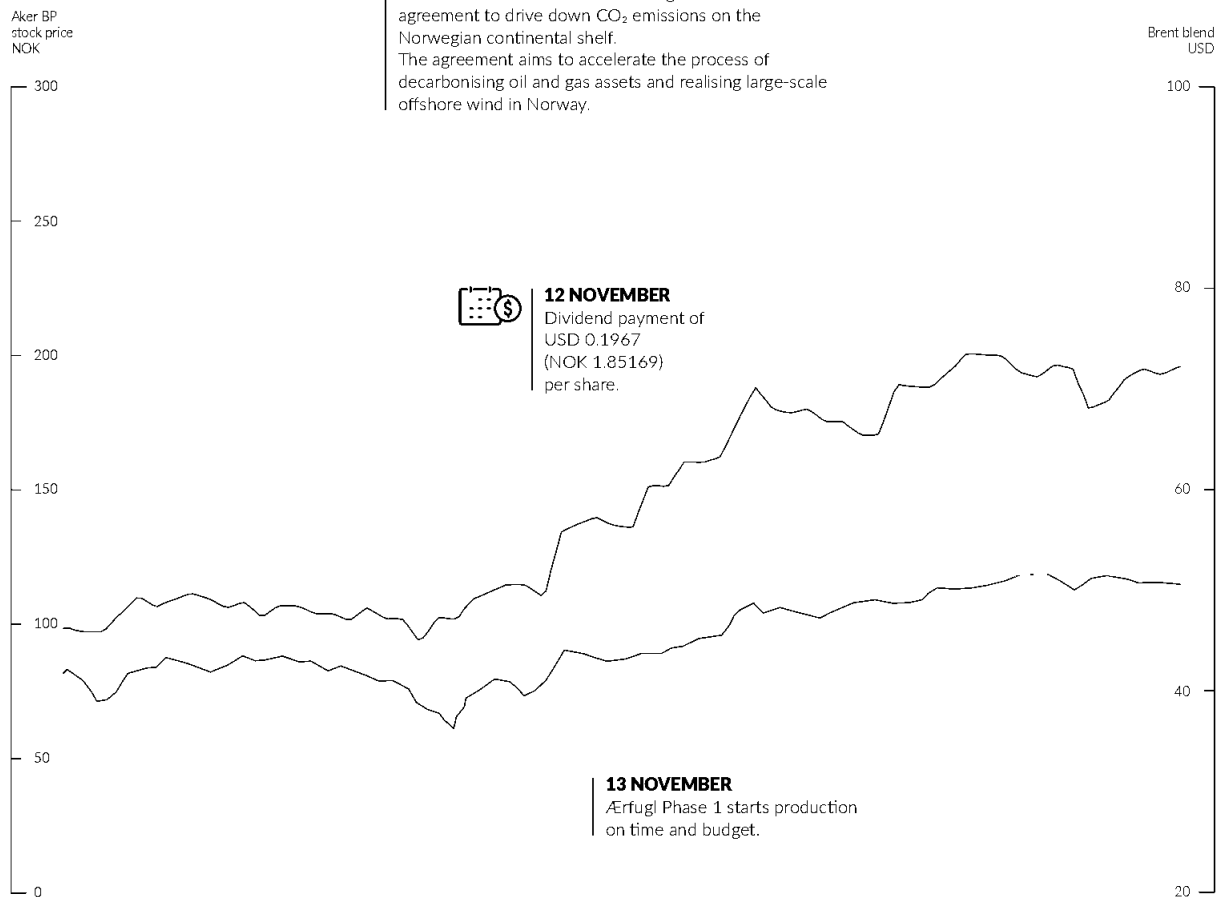 Aker BP
stock price
NOK
agreement to drive down CO₂ emissions on the
Norwegian continental shelf.
The agreement aims to accelerate the process of
decarbonising oil and gas assets and realising large-scale
offshore wind in Norway.
Brent blend
USD
300
250
200
150
100
50
0
100
80
60
40
20
12 NOVEMBER
Dividend payment of
USD 0.1967
(NOK 1.85169)
per share.
$
13 NOVEMBER
Ærfugl Phase 1 starts production
on time and budget.